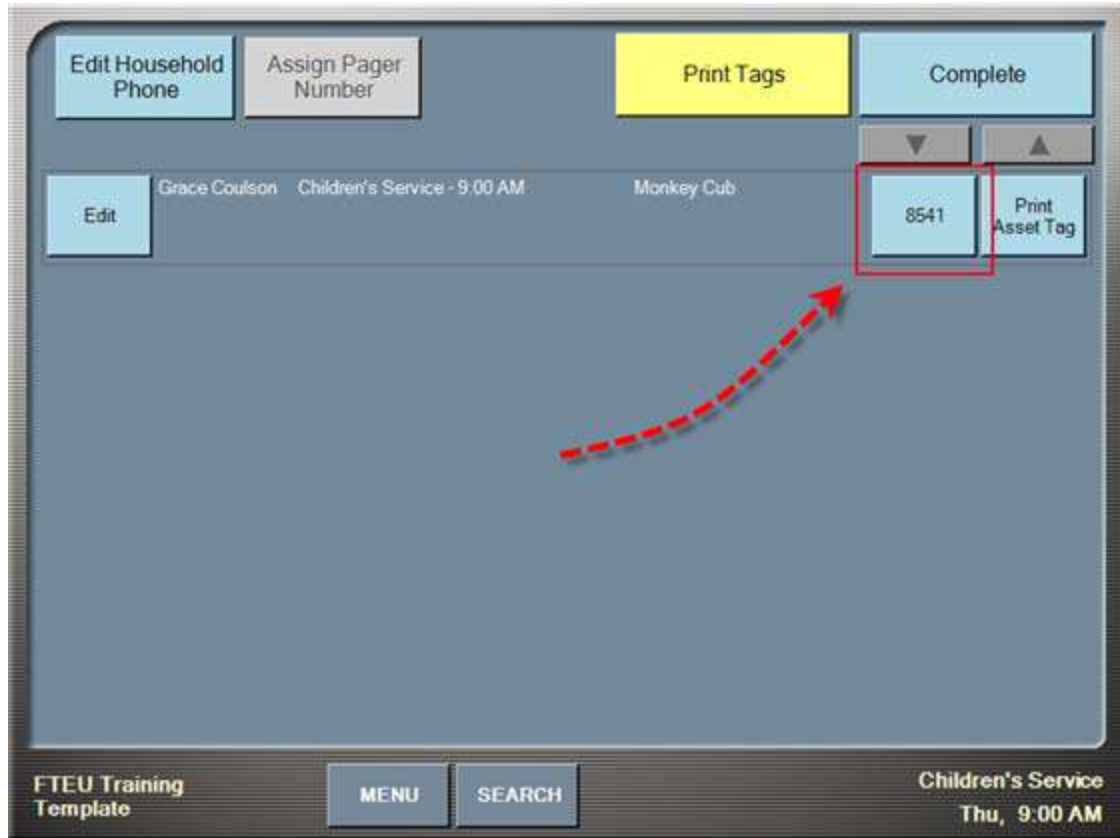 Edit Household
Phone
Assign Pager
Number
Print Tags
Complete
Edit
Grace Coulson
Children's Service - 9:00 AM
Monkey Cub
8541
Print
Asset Tag
FTEU Training
Template
MENU
SEARCH
Children's Service
Thu, 9:00 AM